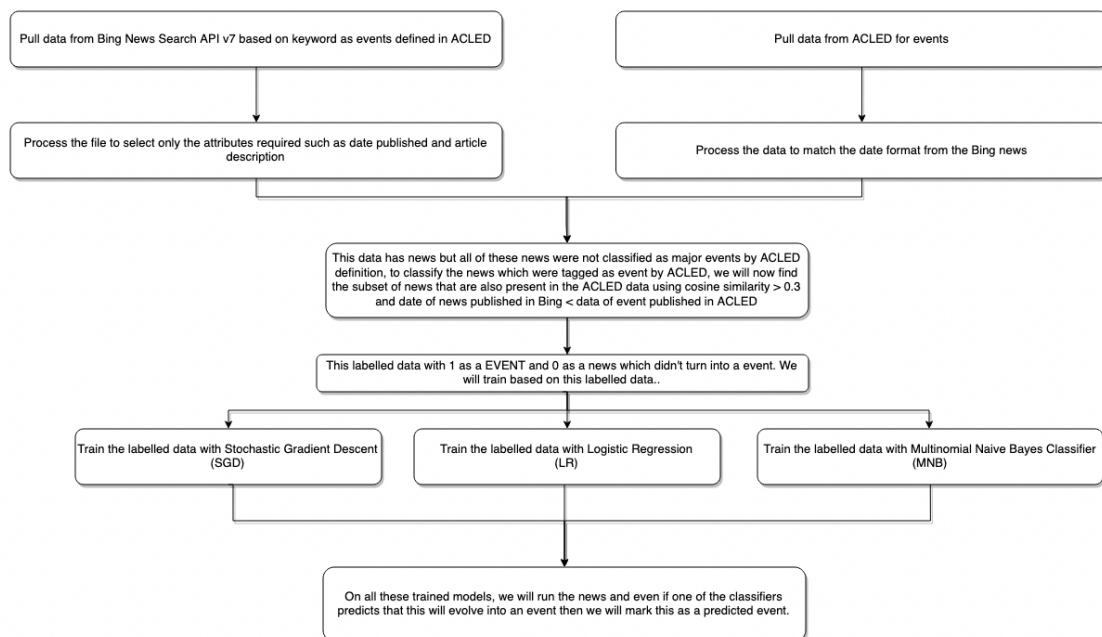 Pull data from Bing News Search API v7 based on keyword as events defined in ACLED
Pull data from ACLED for events
Process the file to select only the attributes required such as date published and article
description
Process the data to match the date format from the Bing news
This data has news but all of these news were not classified as major events by ACLED
definition, to classify the news which were tagged as event by ACLED, we will now find
the subset of news that are also present in the ACLED data using cosine similarity > 0.3
and date of news published in Bing < data of event published in ACLED
This labelled data with 1 as a EVENT and 0 as a news which didn't turn into a event. We
will train based on this labelled data..
Train the labelled data with Stochastic Gradient Descent
(SGD)
Train the labelled data with Logistic Regression
(LR)
Train the labelled data with Multinomial Naive Bayes Classifier
(MNB)
On all these trained models, we will run the news and even if one of the classifiers
predicts that this will evolve into an event then we will mark this as a predicted event.